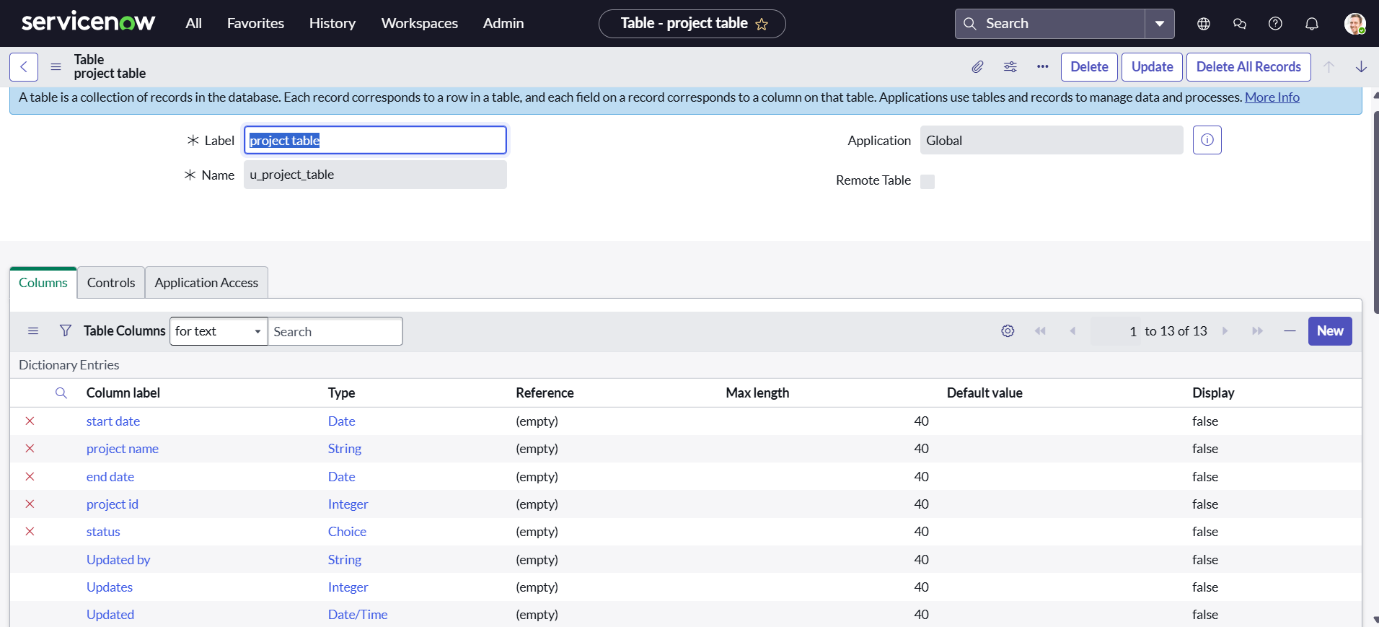 servicenow All Favorites History Workspaces Admin Table - project table Search
Table
project table
Delete Update Delete All Records
A table is a collection of records in the database. Each record corresponds to a row in a table, and each field on a record corresponds to a column on that table. Applications use tables and records to manage data and processes. More Info
Label project table Application Global
Name u_project_table Remote Table
Columns Controls Application Access
Table Columns for text Search 1 to 13 of 13 New
Dictionary Entries
Column label Type Reference Max length Default value Display
start date Date (empty) 40 false
project name String (empty) 40 false
end date Date (empty) 40 false
project id Integer (empty) 40 false
status Choice (empty) 40 false
Updated by String (empty) 40 false
Updates Integer (empty) 40 false
Updated Date/Time (empty) 40 false